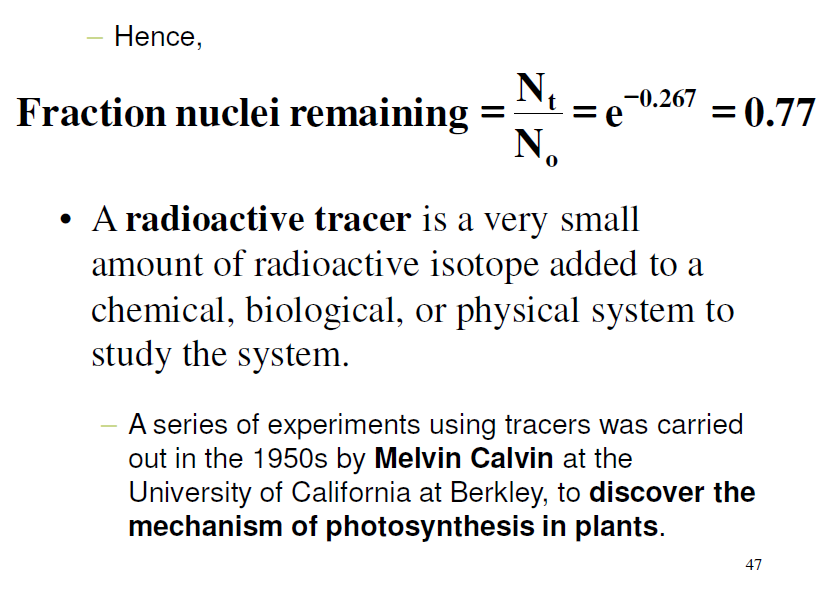 – Hence,
Fraction nuclei remaining = Nₜ/Nₒ = e⁻⁰·²⁶⁷ = 0.77
• A radioactive tracer is a very small
amount of radioactive isotope added to a
chemical, biological, or physical system to
study the system.
– A series of experiments using tracers was carried
out in the 1950s by Melvin Calvin at the
University of California at Berkley, to discover the
mechanism of photosynthesis in plants.
47